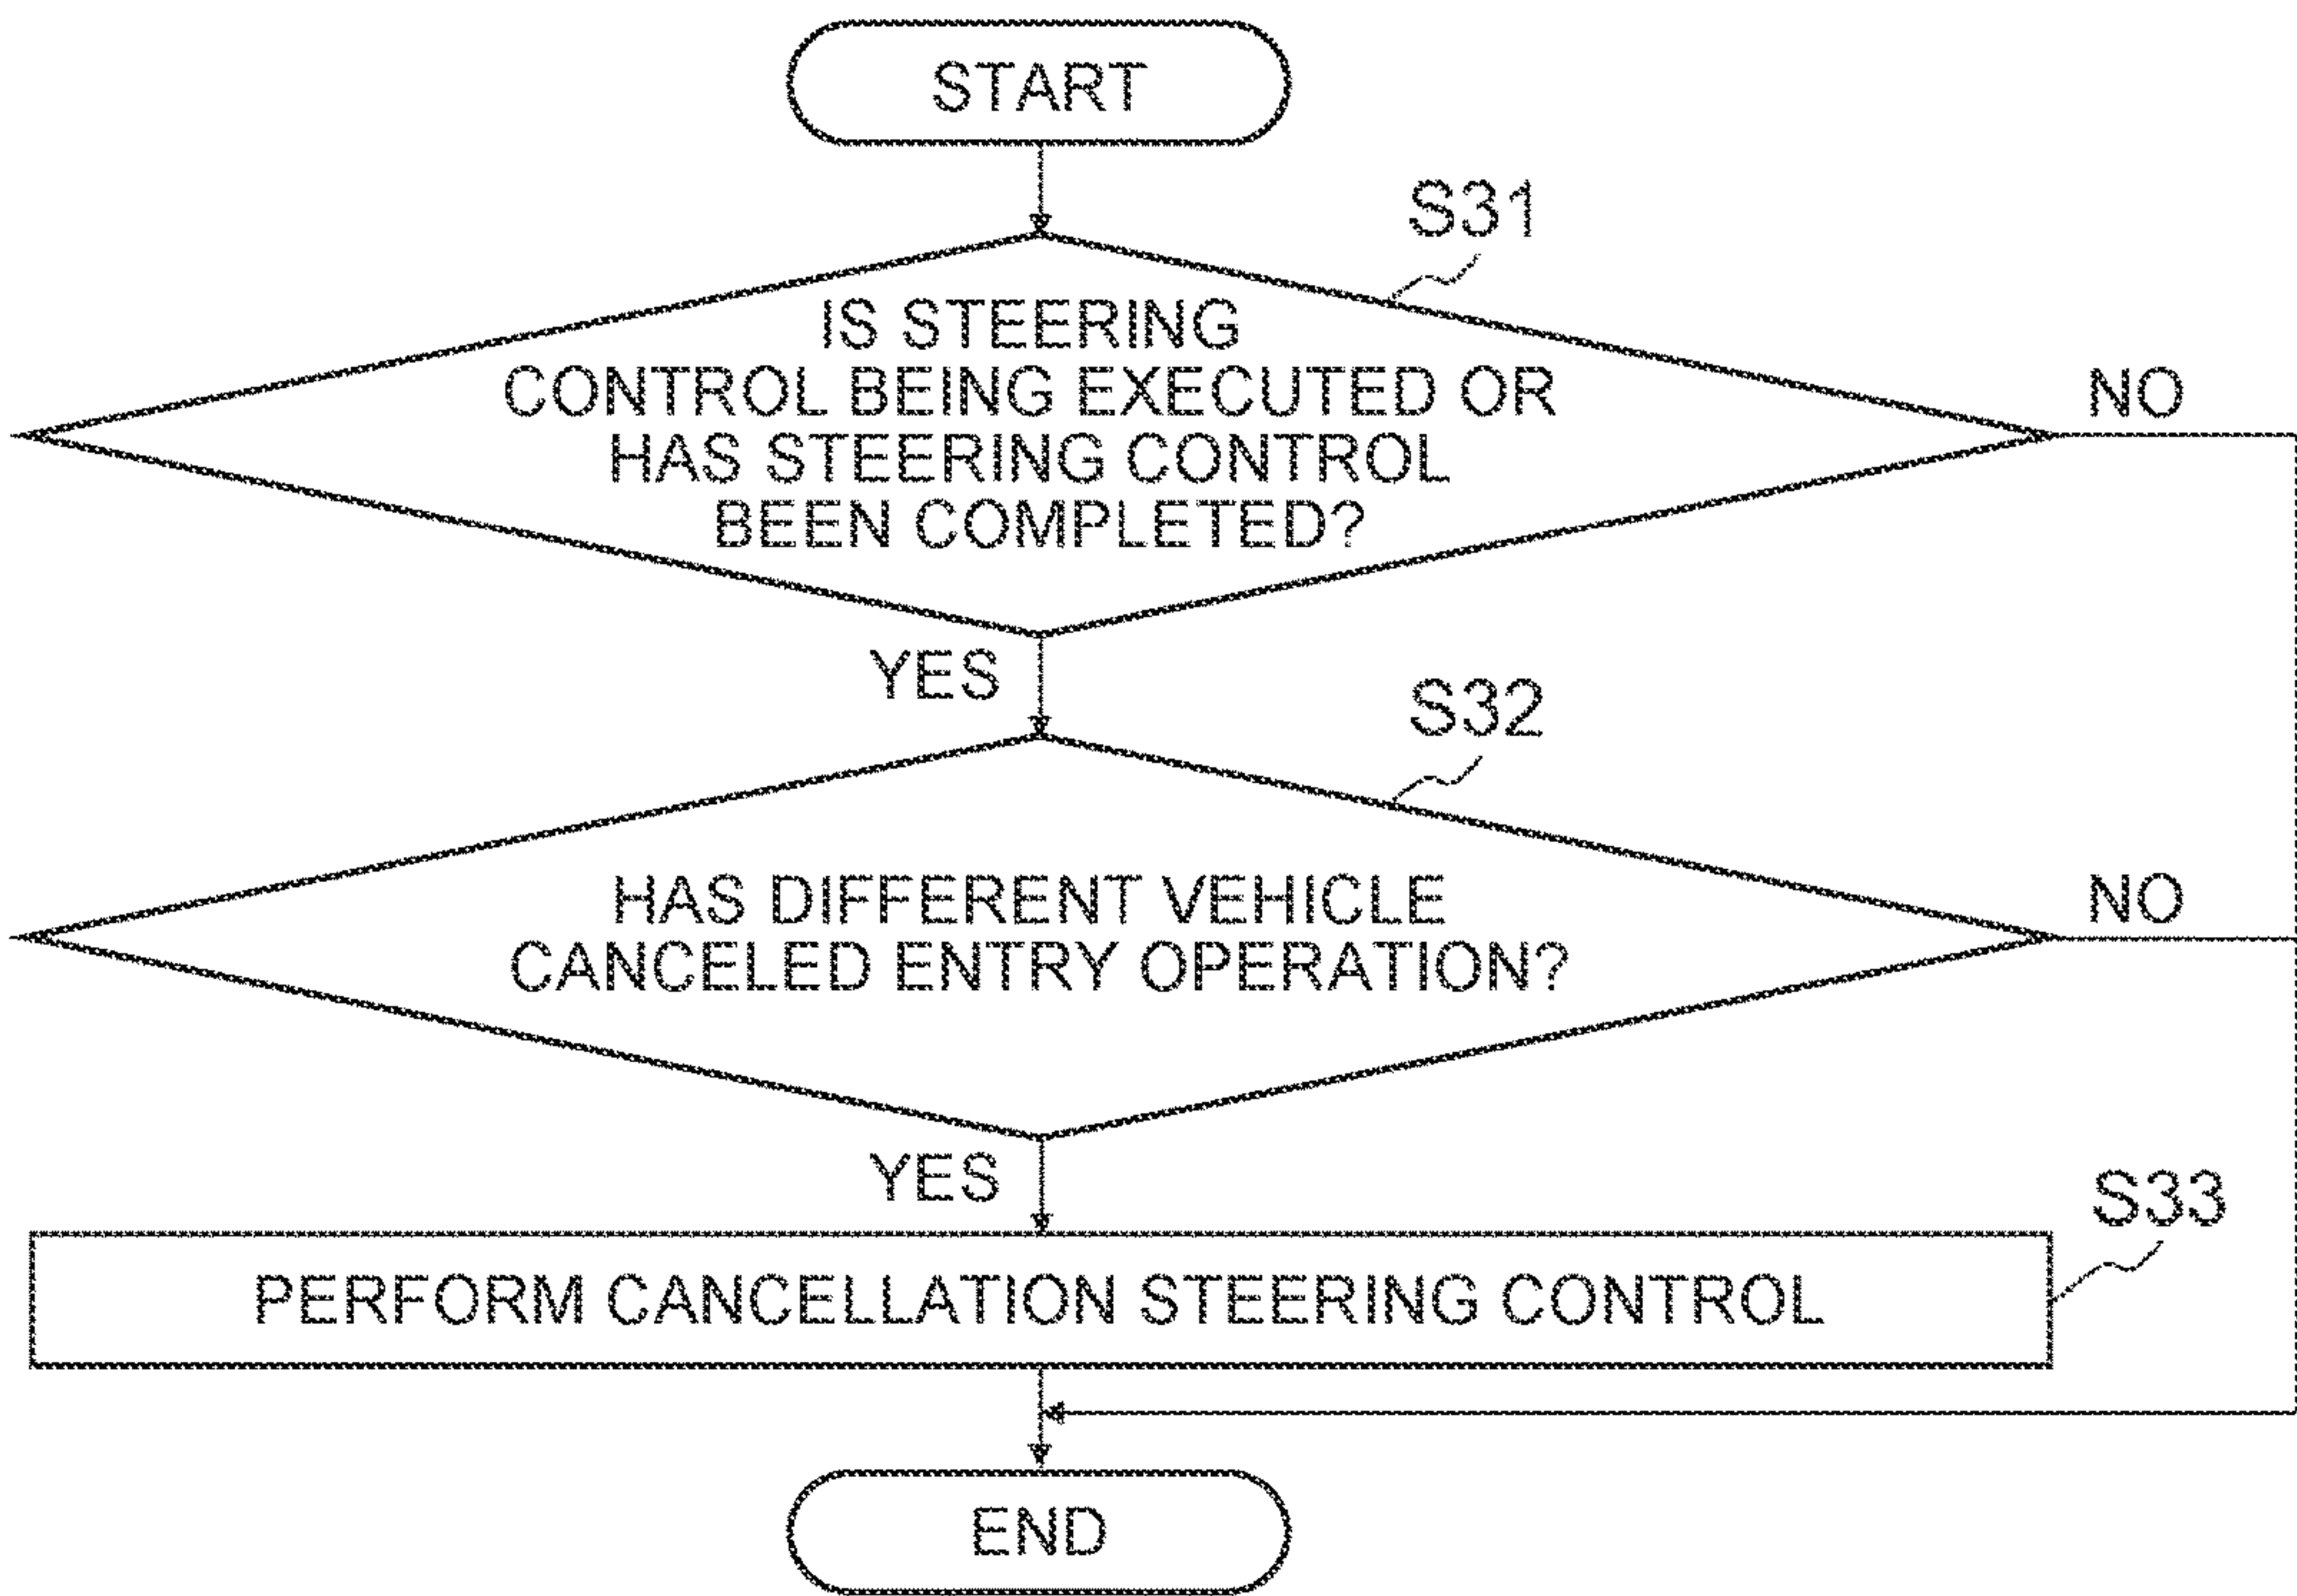 START
S31
IS STEERING
CONTROL BEING EXECUTED OR
HAS STEERING CONTROL
BEEN COMPLETED?
NO
YES
S32
HAS DIFFERENT VEHICLE
CANCELED ENTRY OPERATION?
NO
YES
S33
PERFORM CANCELLATION STEERING CONTROL
END